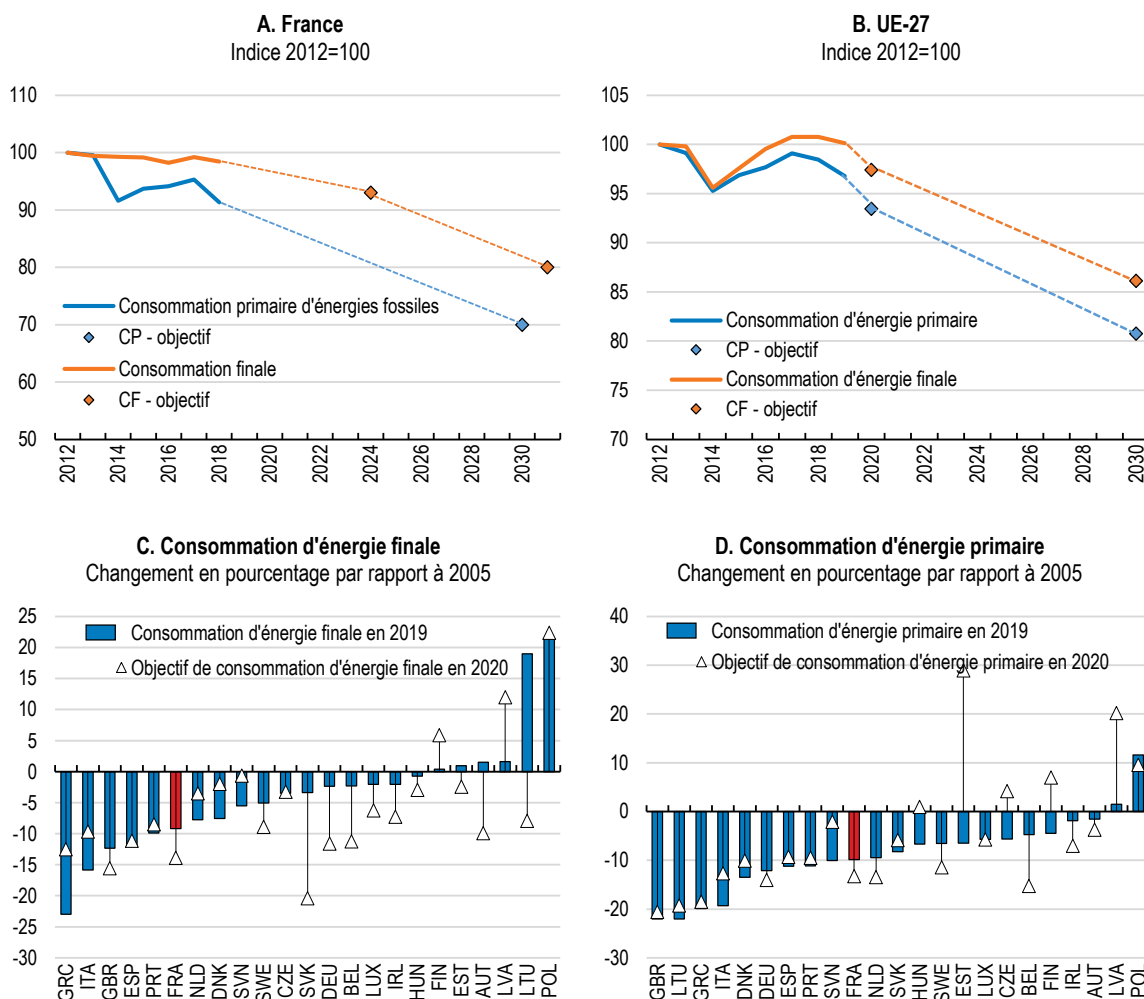 A. France
Indice 2012=100
110
100
90
80
70
60
50
Consommation primaire d'énergies fossiles
CP - objectif
Consommation finale
CF - objectif
2012
2014
2016
2018
2020
2022
2024
2026
2028
2030
B. UE-27
Indice 2012=100
105
100
95
90
85
80
75
70
Consommation d'énergie primaire
CP - objectif
Consommation d'énergie finale
CF - objectif
2012
2014
2016
2018
2020
2022
2024
2026
2028
2030
C. Consommation d'énergie finale
Changement en pourcentage par rapport à 2005
25
20
15
10
5
0
-5
-10
-15
-20
-25
-30
Consommation d'énergie finale en 2019
Objectif de consommation d'énergie finale en 2020
GRC
ITA
GBR
ESP
PRT
FRA
NLD
DNK
SVN
SWE
CZE
SVK
DEU
BEL
LUX
IRL
HUN
FIN
EST
AUT
LVA
LTU
POL
D. Consommation d'énergie primaire
Changement en pourcentage par rapport à 2005
40
30
20
10
0
-10
-20
-30
Consommation d'énergie primaire en 2019
Objectif de consommation d'énergie primaire en 2020
GBR
LTU
GRC
ITA
DNK
DEU
ESP
PRT
SVN
FRA
NLD
SVK
HUN
SWE
EST
LUX
CZE
BEL
FIN
IRL
AUT
LVA
POL